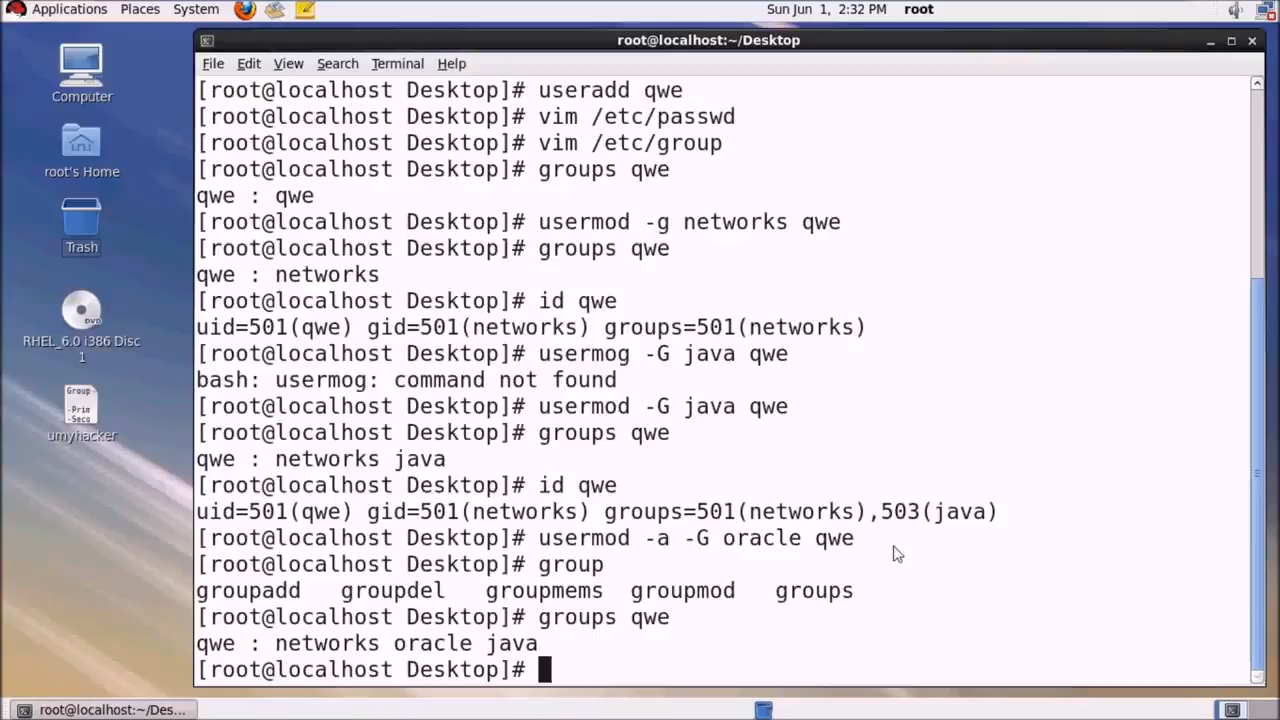 Applications Places System Sun Jun 1, 2:32 PM root
root@localhost:~/Desktop
File Edit View Search Terminal Help
[root@localhost Desktop]# useradd qwe
[root@localhost Desktop]# vim /etc/passwd
[root@localhost Desktop]# vim /etc/group
[root@localhost Desktop]# groups qwe
qwe : qwe
[root@localhost Desktop]# usermod -g networks qwe
[root@localhost Desktop]# groups qwe
qwe : networks
[root@localhost Desktop]# id qwe
uid=501(qwe) gid=501(networks) groups=501(networks)
[root@localhost Desktop]# usermog -G java qwe
bash: usermog: command not found
[root@localhost Desktop]# usermod -G java qwe
[root@localhost Desktop]# groups qwe
qwe : networks java
[root@localhost Desktop]# id qwe
uid=501(qwe) gid=501(networks) groups=501(networks),503(java)
[root@localhost Desktop]# usermod -a -G oracle qwe
[root@localhost Desktop]# group
groupadd groupdel groupmems groupmod groups
[root@localhost Desktop]# groups qwe
qwe : networks oracle java
[root@localhost Desktop]#
Computer
root's Home
Trash
DVD
RHEL_6.0 i386 Disc
1
Group
-Prim
-Seco
umyhacker
root@localhost:~/Des...